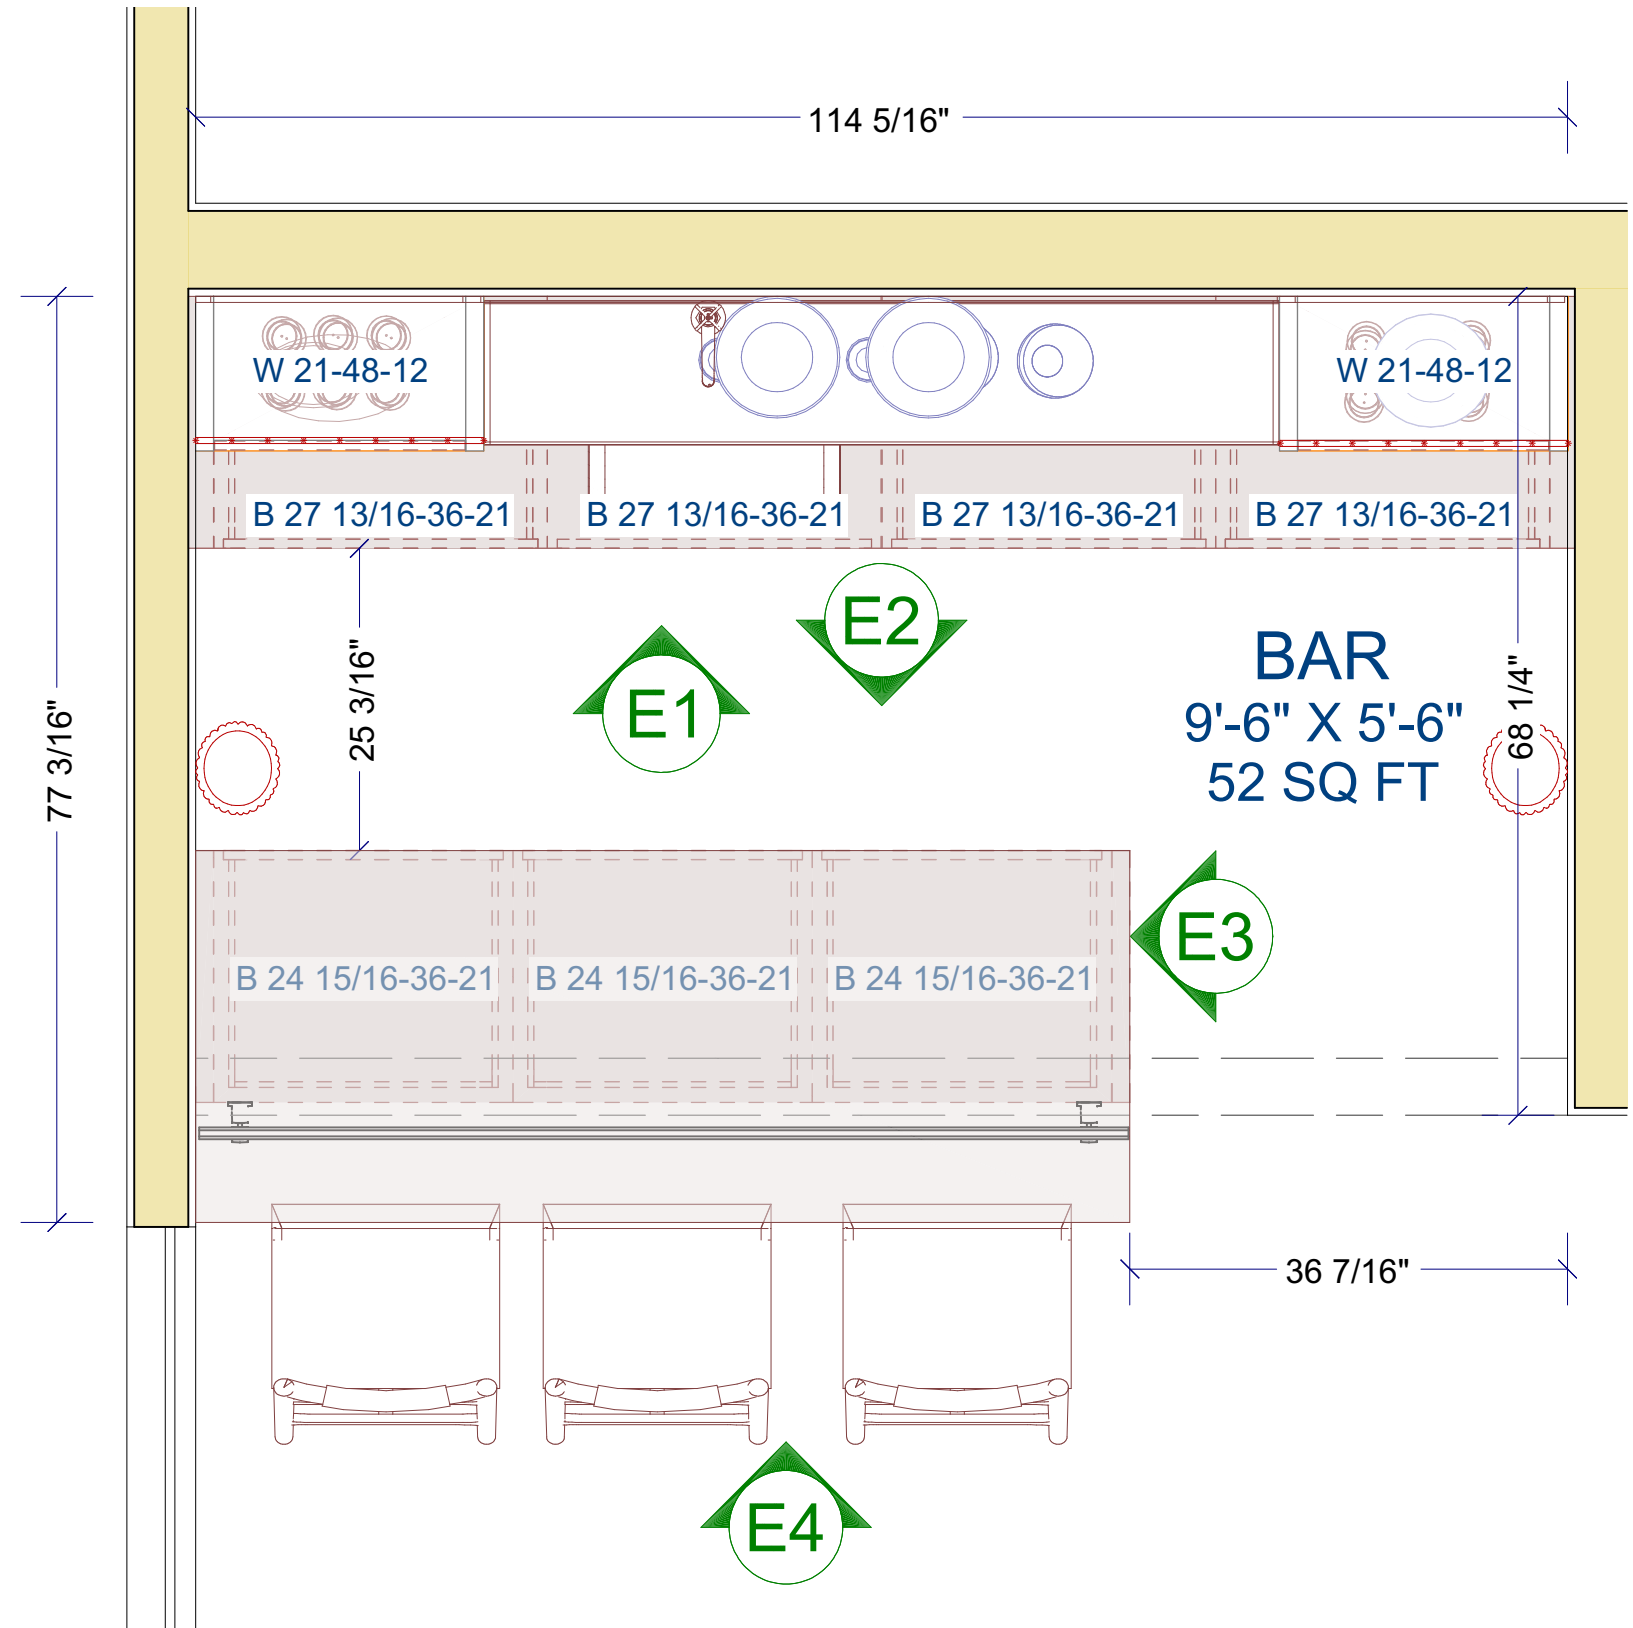 114 5/16"
W 21-48-12
W 21-48-12
B 27 13/16-36-21
B 27 13/16-36-21
B 27 13/16-36-21
B 27 13/16-36-21
77 3/16"
25 3/16"
E1
E2
BAR
9'-6" X 5'-6"
52 SQ FT
68 1/4"
E3
B 24 15/16-36-21
B 24 15/16-36-21
B 24 15/16-36-21
36 7/16"
E4